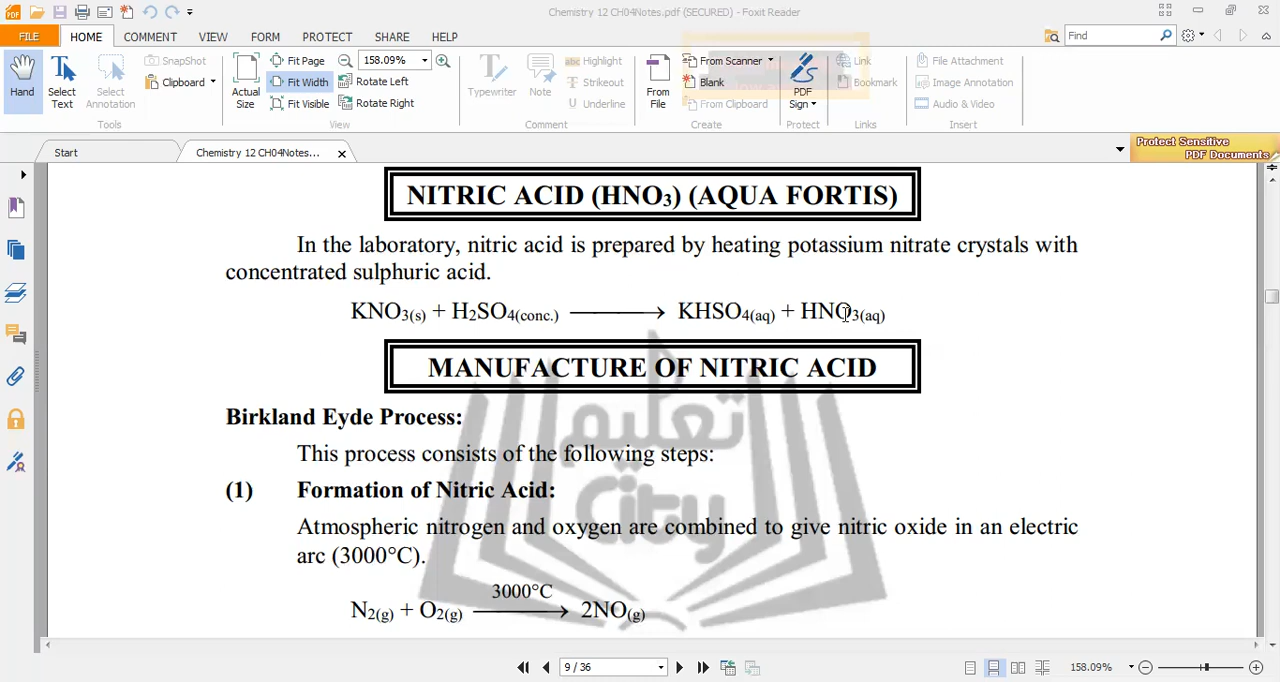 Chemistry 12 CH04Notes.pdf (SECURED) - Foxit Reader
FILE HOME COMMENT VIEW FORM PROTECT SHARE HELP Find
Hand
Select Text
Select Annotation
SnapShot
Clipboard
Tools
Actual Size
Fit Page
Fit Width
Fit Visible
158.09%
Rotate Left
Rotate Right
View
Typewriter
Note
Highlight
Strikeout
Underline
Comment
From File
From Scanner
Blank
From Clipboard
Create
PDF Sign
Protect
Link
Bookmark
Links
File Attachment
Image Annotation
Audio & Video
Insert
Start Chemistry 12 CH04Notes...
Protect Sensitive
PDF Documents
NITRIC ACID (HNO₃) (AQUA FORTIS)
In the laboratory, nitric acid is prepared by heating potassium nitrate crystals with
concentrated sulphuric acid.
KNO₃(s) + H₂SO₄(conc.) ⟶ KHSO₄(aq) + HNO₃(aq)
MANUFACTURE OF NITRIC ACID
تعلیم
City
Birkland Eyde Process:
This process consists of the following steps:
(1) Formation of Nitric Acid:
Atmospheric nitrogen and oxygen are combined to give nitric oxide in an electric
arc (3000°C).
3000°C
N₂(g) + O₂(g) ⟶ 2NO(g)
9 / 36 158.09%